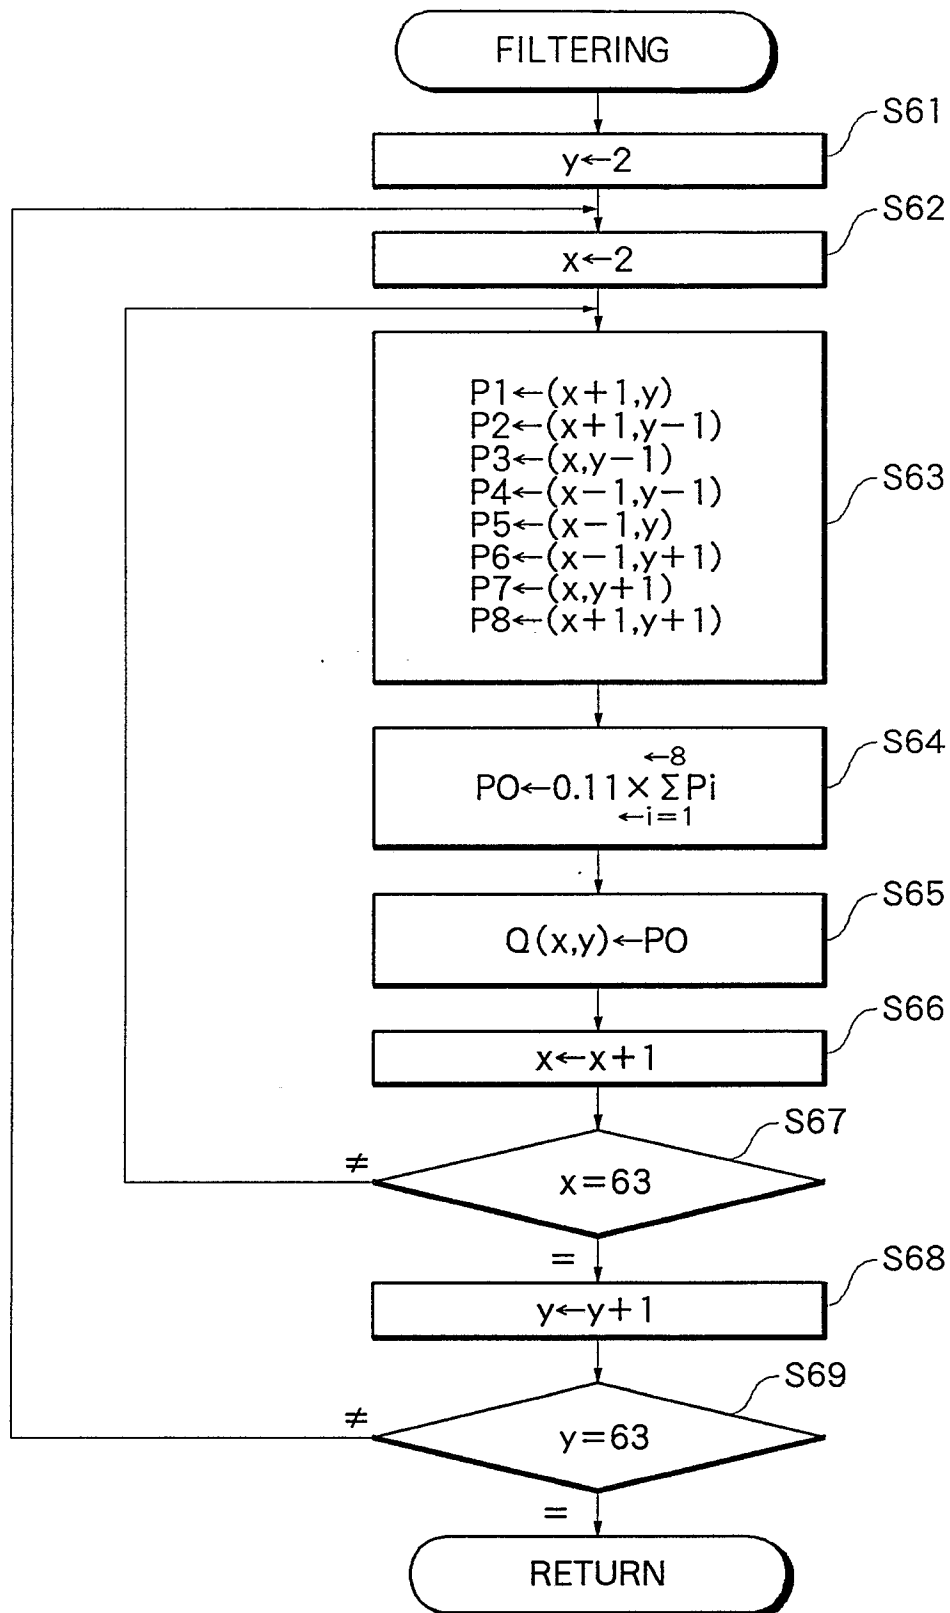 FILTERING
S61
y←2
S62
x←2
P1←(x+1,y)
P2←(x+1,y−1)
P3←(x,y−1)
P4←(x−1,y−1)
P5←(x−1,y)
P6←(x−1,y+1)
P7←(x,y+1)
P8←(x+1,y+1)
S63
S64
←8
PO←0.11×ΣPi
←i=1
S65
Q(x,y)←PO
S66
x←x+1
S67
≠
x=63
=
S68
y←y+1
S69
≠
y=63
=
RETURN